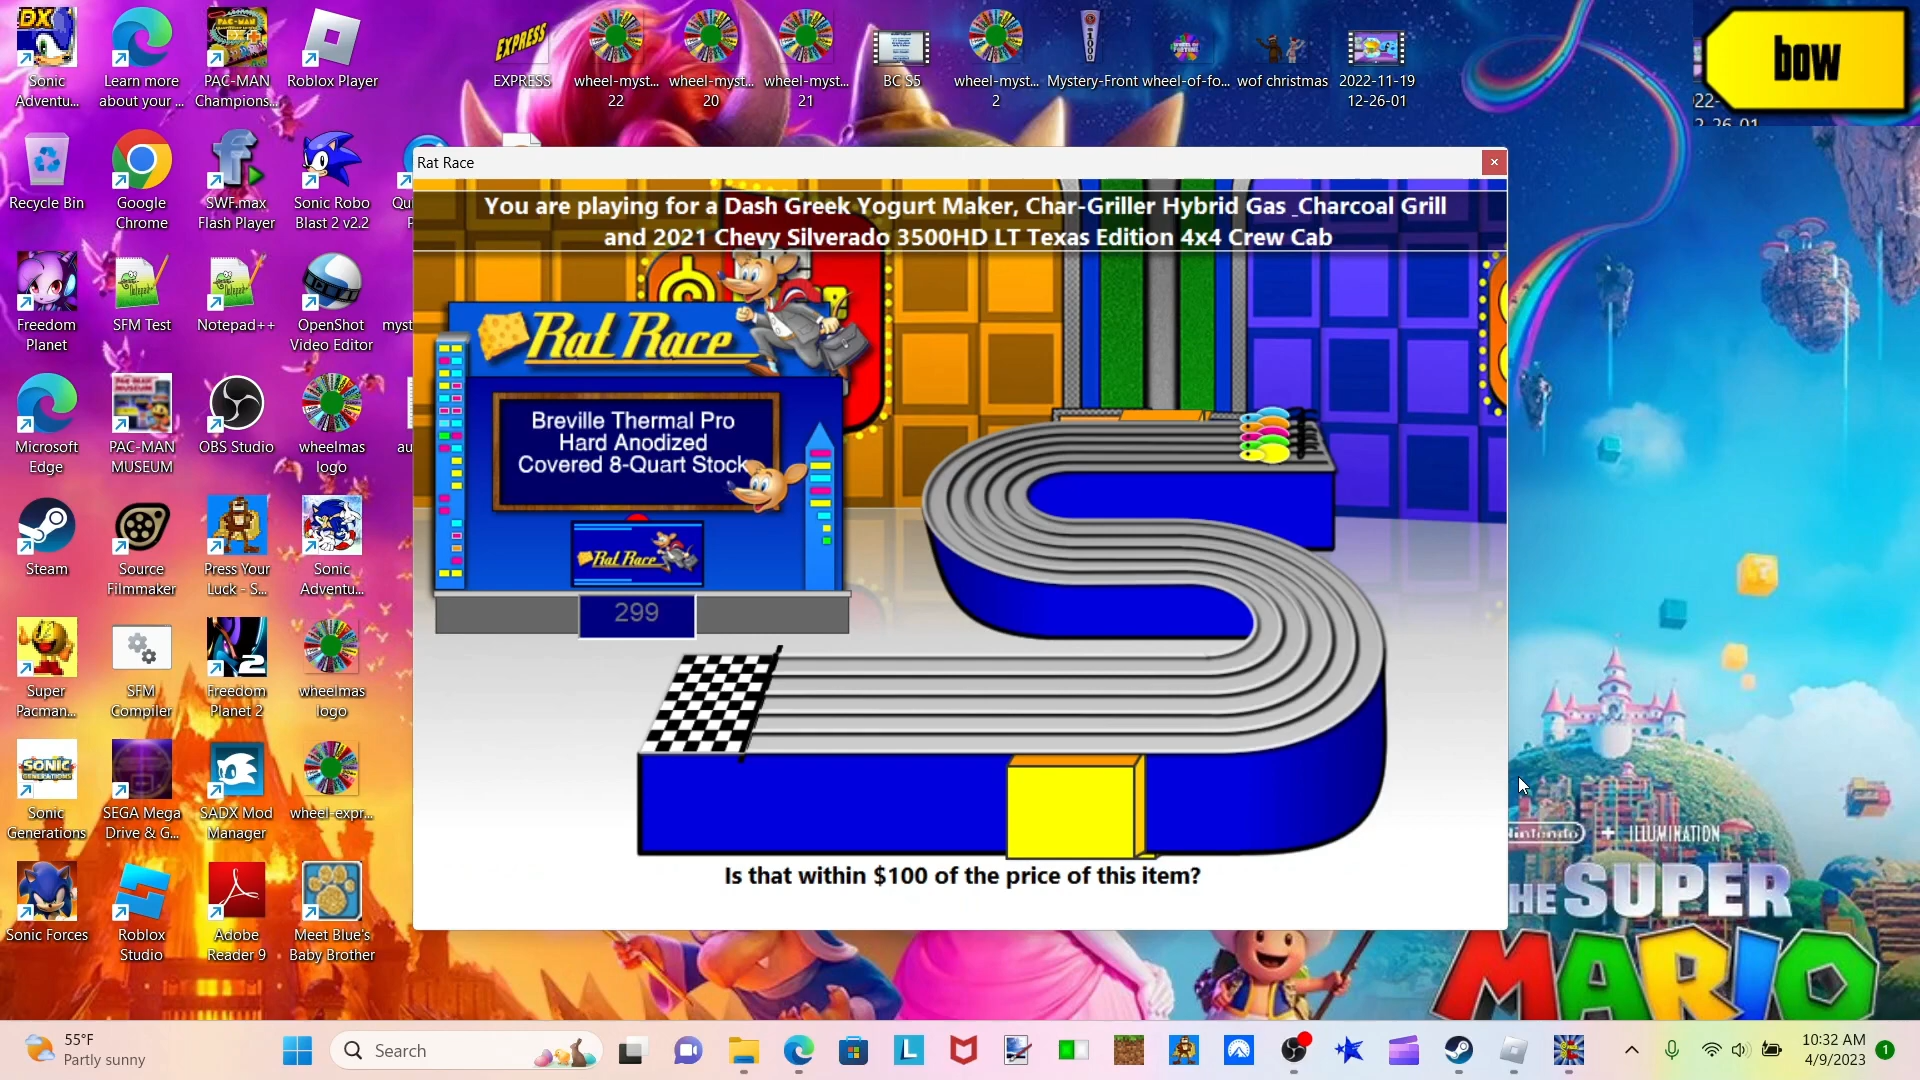 Sonic
Adventu...
Learn more
about your ...
PAC-MAN
Champions...
Roblox Player
EXPRESS
EXPRESS
wheel-myst...
22
wheel-myst...
20
wheel-myst...
21
BC S5
wheel-myst...
2
Mystery-Front
wheel-of-fo...
wof christmas
2022-11-19
12-26-01
bow
Recycle Bin
Google
Chrome
SWF.max
Flash Player
Sonic Robo
Blast 2 v2.2
Rat Race
You are playing for a Dash Greek Yogurt Maker, Char-Griller Hybrid Gas _Charcoal Grill
and 2021 Chevy Silverado 3500HD LT Texas Edition 4x4 Crew Cab
Freedom
Planet
SFM Test
Notepad++
OpenShot
Video Editor
Rat Race
Breville Thermal Pro
Hard Anodized
Covered 8-Quart Stock
Rat Race
299
Is that within $100 of the price of this item?
Microsoft
Edge
PAC-MAN
MUSEUM
OBS Studio
wheelmas
logo
Steam
Source
Filmmaker
Press Your
Luck - S...
Sonic
Adventu...
Super
Pacman...
SFM
Compiler
Freedom
Planet 2
wheelmas
logo
Sonic
Generations
SEGA Mega
Drive & G...
SADX Mod
Manager
wheel-expr...
Sonic Forces
Roblox
Studio
Adobe
Reader 9
Meet Blue's
Baby Brother
Nintendo + ILLUMINATION
THE SUPER
MARIO
55°F
Partly sunny
Search
10:32 AM
4/9/2023
1